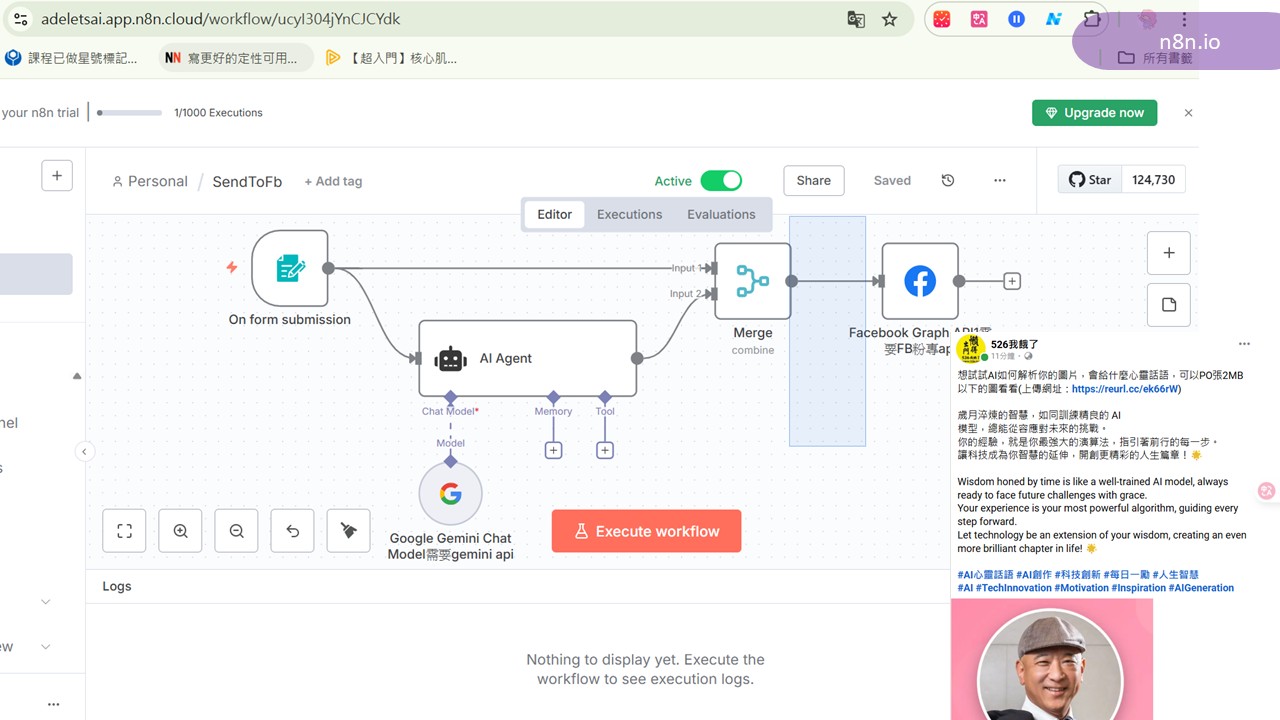 adeletsai.app.n8n.cloud/workflow/ucyI304jYnCJCYdk
n8n.io
課程已做星號標記...
NN 寫更好的定性可用...
【超入門】核心肌...
所有書籤
your n8n trial
1/1000 Executions
Upgrade now
Personal / SendToFb + Add tag
Active
Share
Saved
Star 124,730
Editor
Executions
Evaluations
Input 1
Input 2
On form submission
Merge
combine
Facebook Graph API1需
要FB粉專ap
AI Agent
Chat Model*
Memory
Tool
Model
Google Gemini Chat
Model需要gemini api
Execute workflow
Logs
Nothing to display yet. Execute the
workflow to see execution logs.
526我餓了
11分鐘
想試試AI如何解析你的圖片，會給什麼心靈話語，可以PO張2MB
以下的圖看看(上傳網址：https://reurl.cc/ek66rW)
歲月淬煉的智慧，如同訓練精良的 AI
模型，總能從容應對未來的挑戰。
你的經驗，就是你最強大的演算法，指引著前行的每一步。
讓科技成為你智慧的延伸，開創更精彩的人生篇章！🌟
Wisdom honed by time is like a well-trained AI model, always
ready to face future challenges with grace.
Your experience is your most powerful algorithm, guiding every
step forward.
Let technology be an extension of your wisdom, creating an even
more brilliant chapter in life! 🌟
#AI心靈話語 #AI創作 #科技創新 #每日一勵 #人生智慧
#AI #TechInnovation #Motivation #Inspiration #AIGeneration